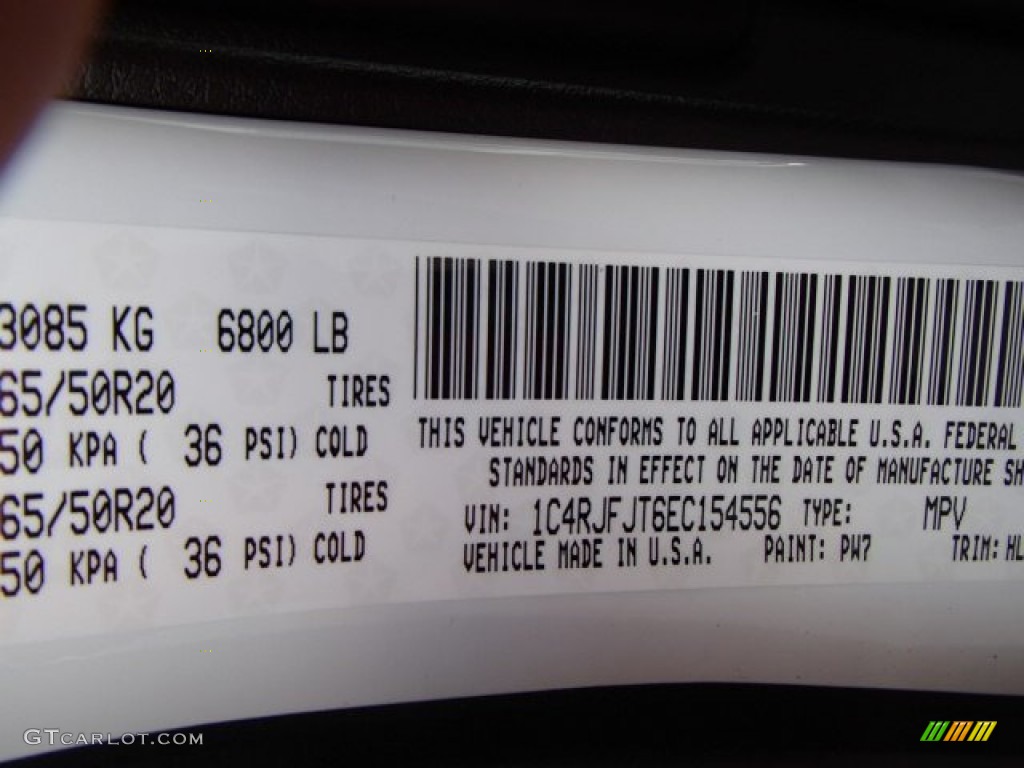 3085 KG 6800 LB
65/50R20 TIRES
50 KPA ( 36 PSI) COLD
65/50R20 TIRES
50 KPA ( 36 PSI) COLD
THIS VEHICLE CONFORMS TO ALL APPLICABLE U.S.A. FEDERAL
STANDARDS IN EFFECT ON THE DATE OF MANUFACTURE SH
VIN: 1C4RJFJT6EC154556 TYPE: MPV
VEHICLE MADE IN U.S.A. PAINT: PW7 TRIM: HL
GTCARLOT.COM